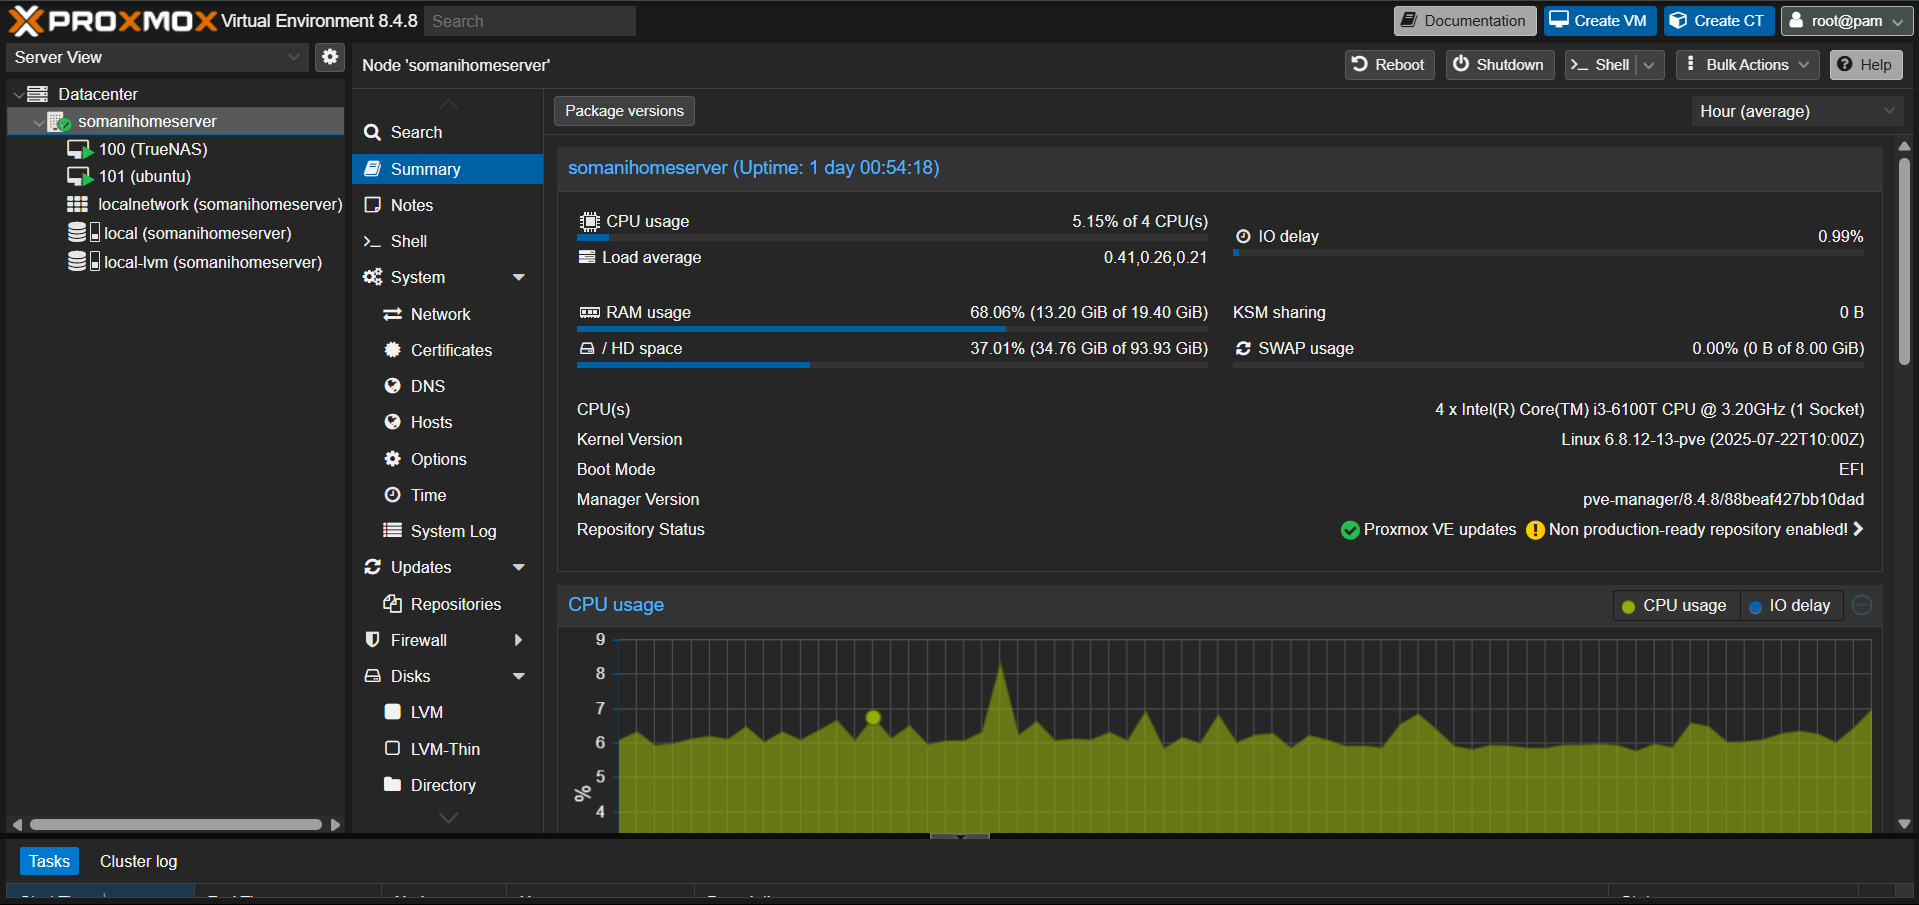 PROXMOX Virtual Environment 8.4.8 Search
Documentation Create VM Create CT root@pam
Server View
Datacenter
somanihomeserver
100 (TrueNAS)
101 (ubuntu)
localnetwork (somanihomeserver)
local (somanihomeserver)
local-lvm (somanihomeserver)
Node 'somanihomeserver'
Reboot Shutdown Shell Bulk Actions Help
Search
Summary
Notes
Shell
System
Network
Certificates
DNS
Hosts
Options
Time
System Log
Updates
Repositories
Firewall
Disks
LVM
LVM-Thin
Directory
Package versions
Hour (average)
somanihomeserver (Uptime: 1 day 00:54:18)
CPU usage 5.15% of 4 CPU(s)
Load average 0.41,0.26,0.21
IO delay 0.99%
RAM usage 68.06% (13.20 GiB of 19.40 GiB)
KSM sharing 0 B
/ HD space 37.01% (34.76 GiB of 93.93 GiB)
SWAP usage 0.00% (0 B of 8.00 GiB)
CPU(s) 4 x Intel(R) Core(TM) i3-6100T CPU @ 3.20GHz (1 Socket)
Kernel Version Linux 6.8.12-13-pve (2025-07-22T10:00Z)
Boot Mode EFI
Manager Version pve-manager/8.4.8/88beaf427bb10dad
Repository Status Proxmox VE updates Non production-ready repository enabled!
CPU usage
CPU usage IO delay
9
8
7
6
5
4
%
Tasks Cluster log